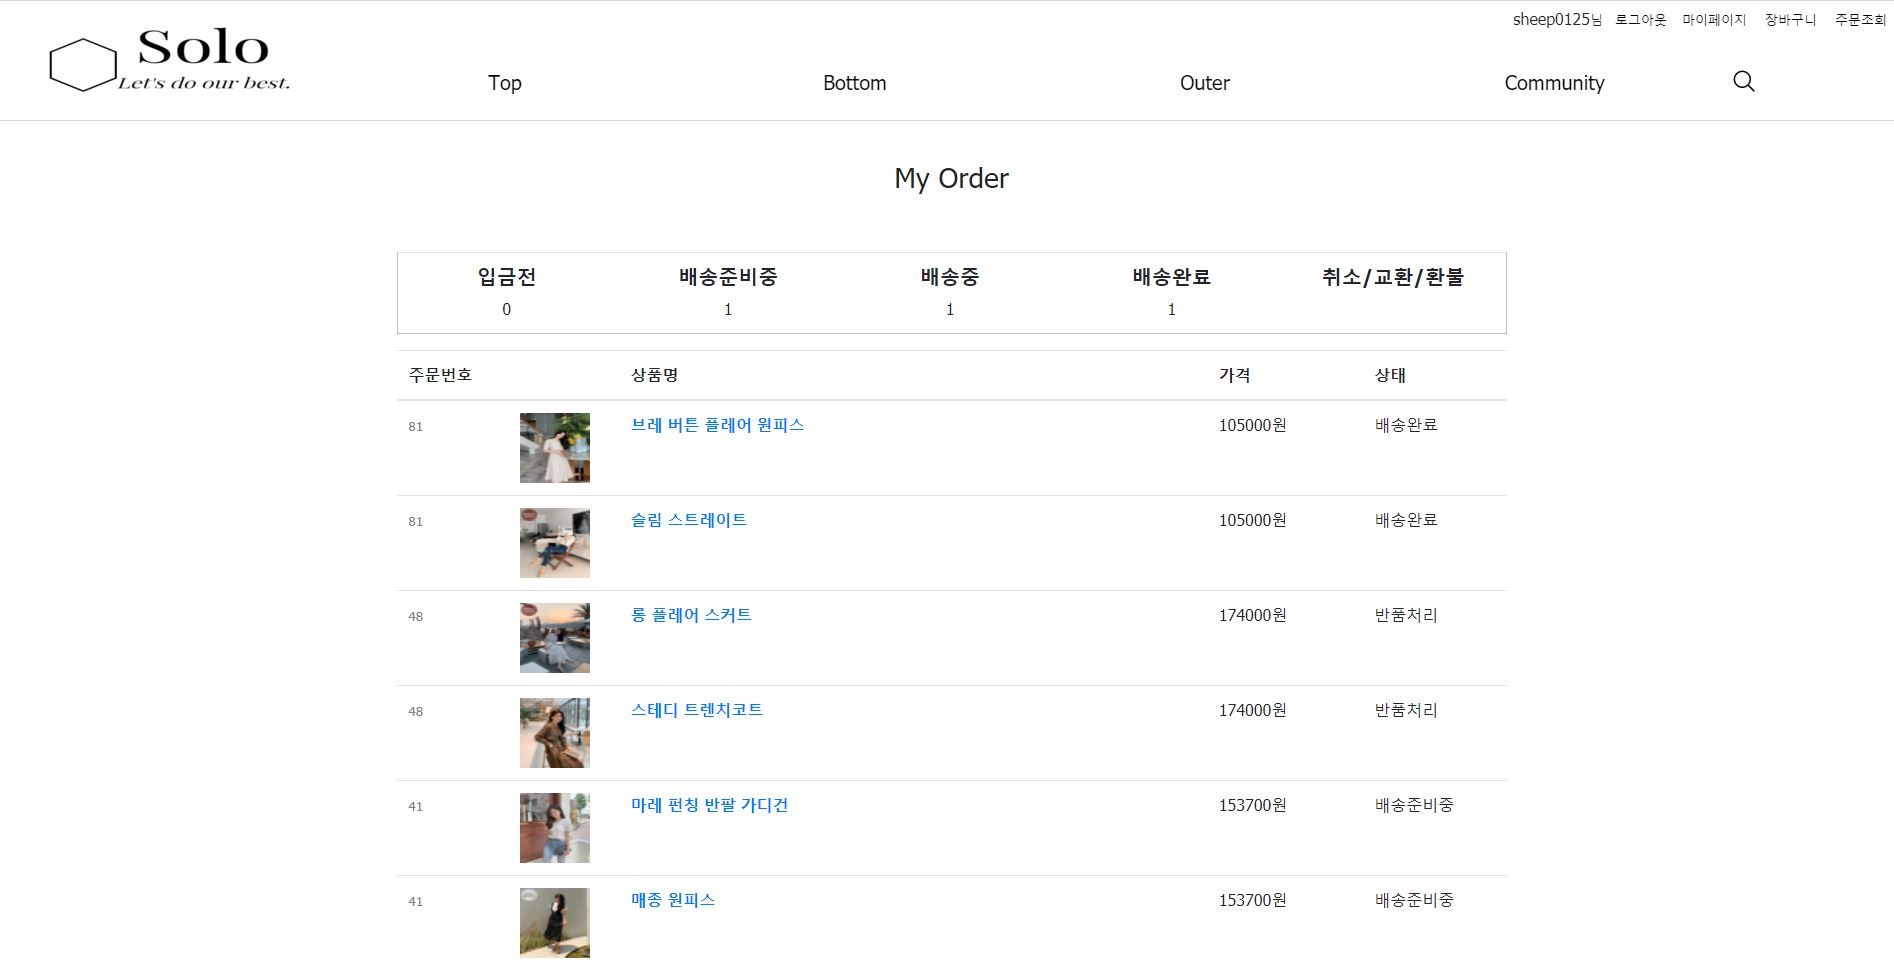 sheep0125님 로그아웃 마이페이지 장바구니 주문조회
Solo
Let's do our best.
Top Bottom Outer Community
My Order
입금전 배송준비중 배송중 배송완료 취소/교환/환불
0 1 1 1
주문번호 상품명 가격 상태
81 브레 버튼 플레어 원피스 105000원 배송완료
81 슬림 스트레이트 105000원 배송완료
48 롱 플레어 스커트 174000원 반품처리
48 스테디 트렌치코트 174000원 반품처리
41 마레 펀칭 반팔 가디건 153700원 배송준비중
41 매종 원피스 153700원 배송준비중